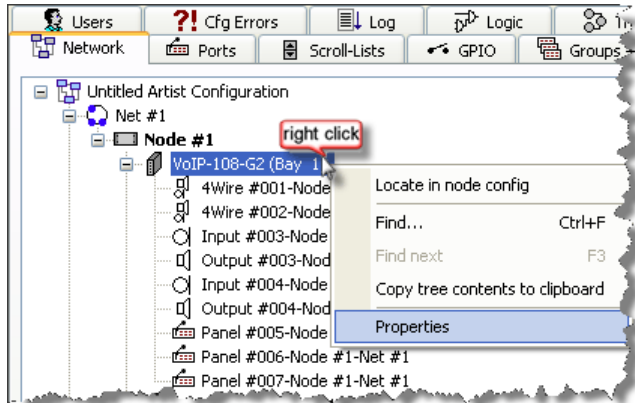 Users
?! Cfg Errors
Log
Logic
Network
Ports
Scroll-Lists
GPIO
Groups
Untitled Artist Configuration
Net #1
right click
Node #1
VoIP-108-G2 (Bay 1
4Wire #001-Node
Locate in node config
4Wire #002-Node
Find... Ctrl+F
Input #003-Node
Find next F3
Output #003-Nod
Input #004-Node
Copy tree contents to clipboard
Output #004-Nod
Properties
Panel #005-Node
Panel #006-Node #1-Net #1
Panel #007-Node #1-Net #1